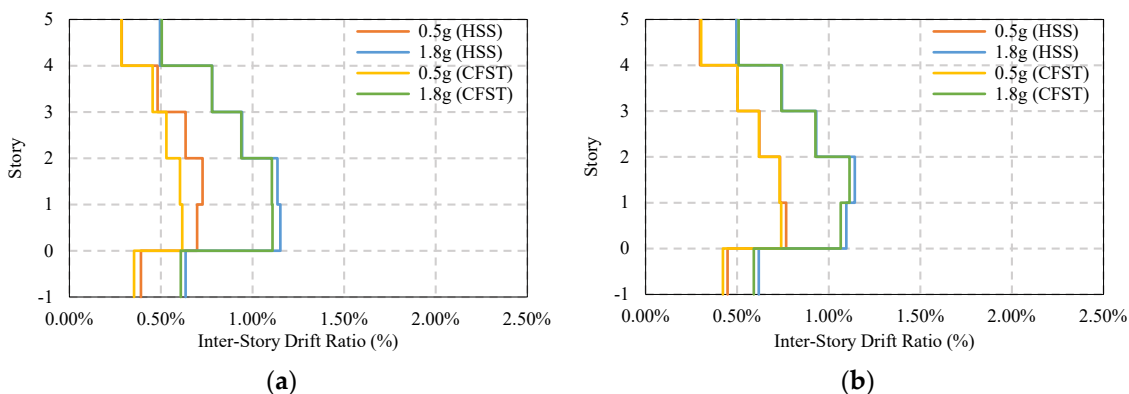 5
4
3
2
1
0
-1
Story
0.5g (HSS)
1.8g (HSS)
0.5g (CFST)
1.8g (CFST)
0.00% 0.50% 1.00% 1.50% 2.00% 2.50%
Inter-Story Drift Ratio (%)
(a)
5
4
3
2
1
0
-1
Story
0.5g (HSS)
1.8g (HSS)
0.5g (CFST)
1.8g (CFST)
0.00% 0.50% 1.00% 1.50% 2.00% 2.50%
Inter-Story Drift Ratio (%)
(b)